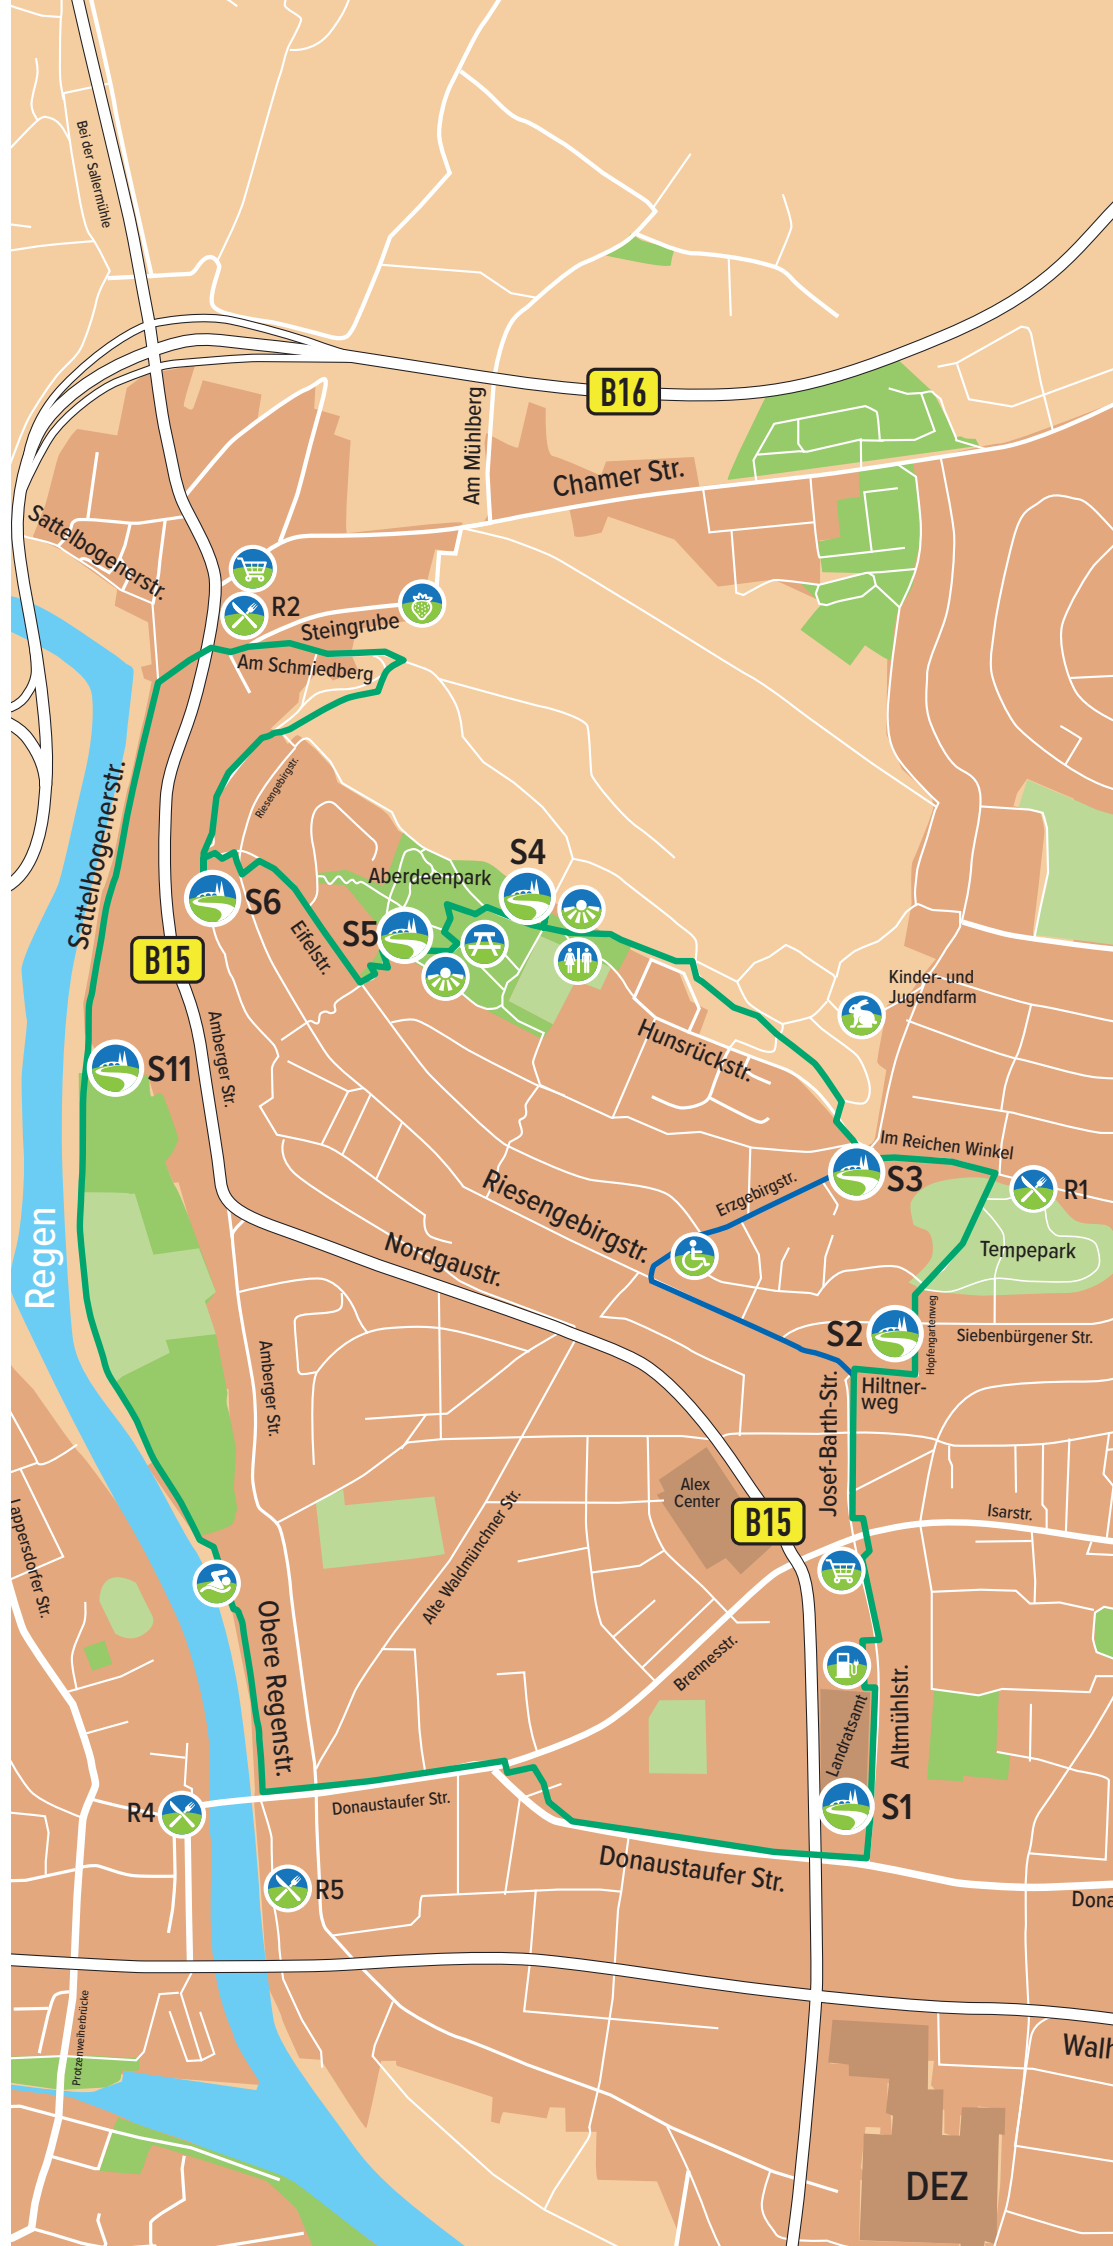 Bei der Sallermühle
B16
Am Mühlberg
Chamer Str.
Sattelbogenerstr.
R2
Steingrube
Am Schmiedberg
Riesengebirgstr.
Sattelbogenerstr.
S4
Aberdeenpark
S6
S5
Eifelstr.
B15
Kinder- und
Jugendfarm
Amberger Str.
Hunsrückstr.
S11
Im Reichen Winkel
S3
R1
Erzgebirgstr.
Riesengebirgstr.
Regen
Nordgaustr.
Tempepark
Hopfengartenweg
S2
Siebenbürgener Str.
Amberger Str.
Hiltner-
weg
Josef-Barth-Str.
Alex
Center
B15
Isarstr.
Lappersdorfer Str.
Alte Waldmünchner Str.
Obere Regenstr.
Brennesstr.
Altmühlstr.
Landratsamt
R4
Donaustaufer Str.
S1
Donaustaufer Str.
R5
Dona
Protzenweiherbrücke
Walh
DEZ